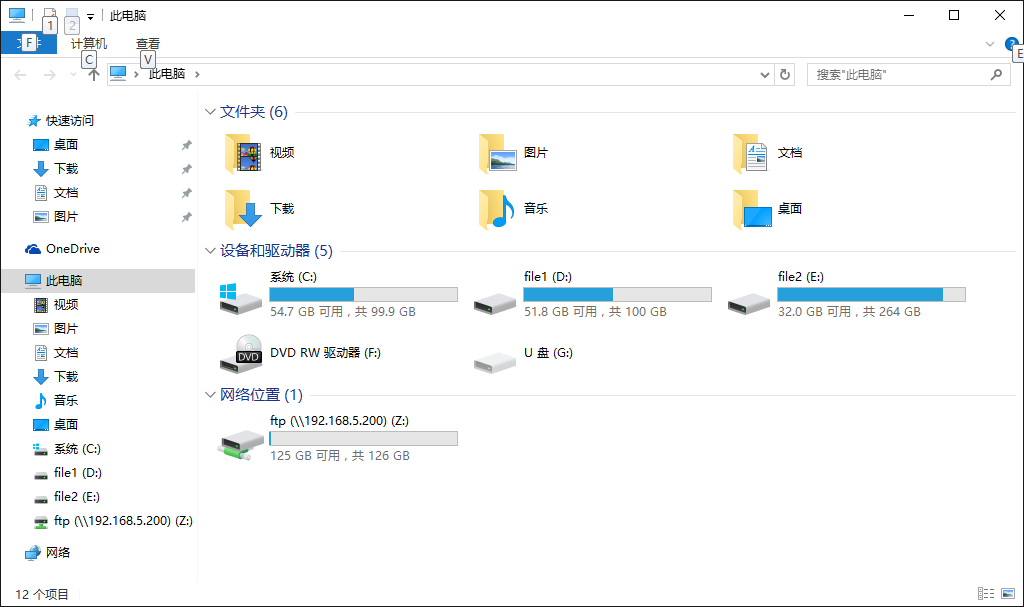 此电脑
1
2
文件
F
计算机
查看
C
V
E
?
此电脑
搜索"此电脑"
快速访问
桌面
下载
文档
图片
OneDrive
此电脑
视频
图片
文档
下载
音乐
桌面
系统 (C:)
file1 (D:)
file2 (E:)
ftp (\\192.168.5.200) (Z:)
网络
文件夹 (6)
视频
图片
文档
下载
音乐
桌面
设备和驱动器 (5)
系统 (C:)
54.7 GB 可用，共 99.9 GB
file1 (D:)
51.8 GB 可用，共 100 GB
file2 (E:)
32.0 GB 可用，共 264 GB
DVD
DVD RW 驱动器 (F:)
U 盘 (G:)
网络位置 (1)
ftp (\\192.168.5.200) (Z:)
125 GB 可用，共 126 GB
12 个项目